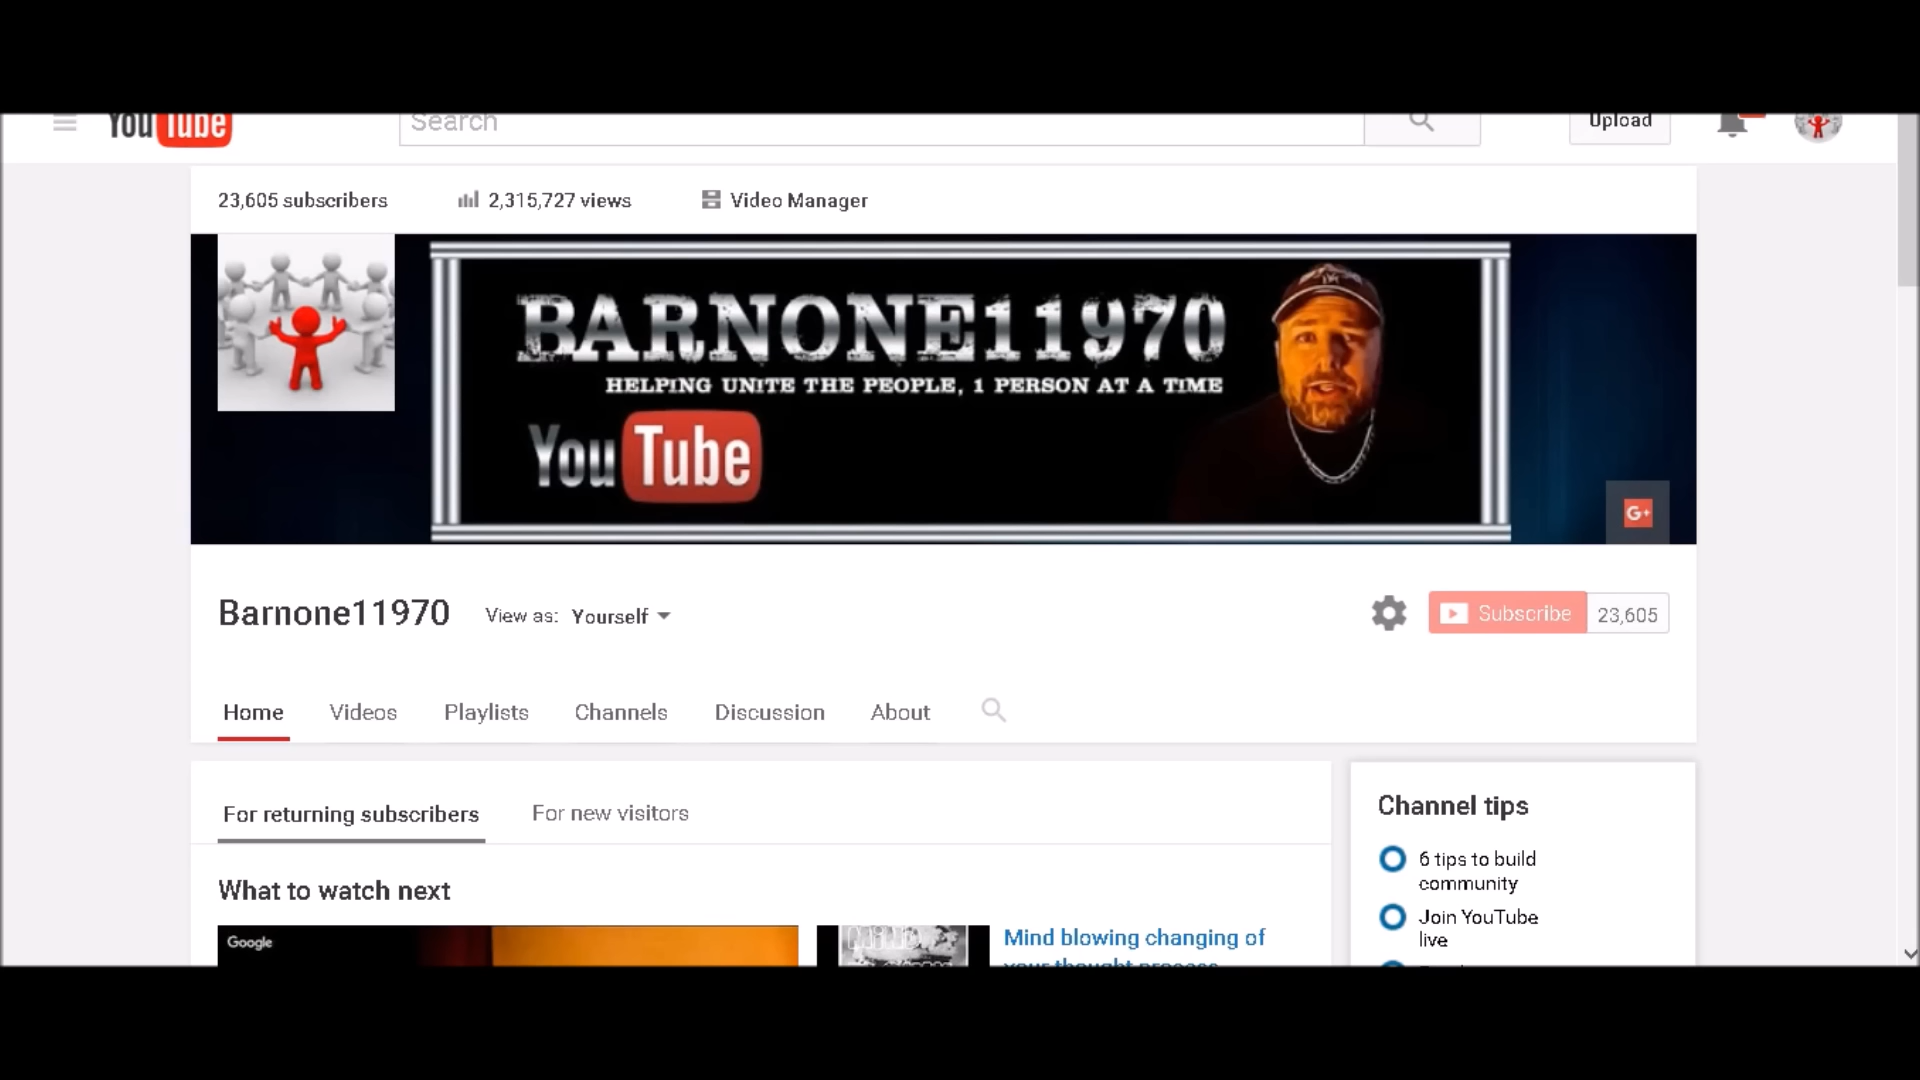 YouTube
Search
Upload
23,605 subscribers
2,315,727 views
Video Manager
BARNONE11970
HELPING UNITE THE PEOPLE, 1 PERSON AT A TIME
YouTube
G+
Barnone11970
View as: Yourself
Subscribe 23,605
Home
Videos
Playlists
Channels
Discussion
About
For returning subscribers
For new visitors
What to watch next
Google
Mind blowing changing of
your thought process
Channel tips
6 tips to build
community
Join YouTube
live